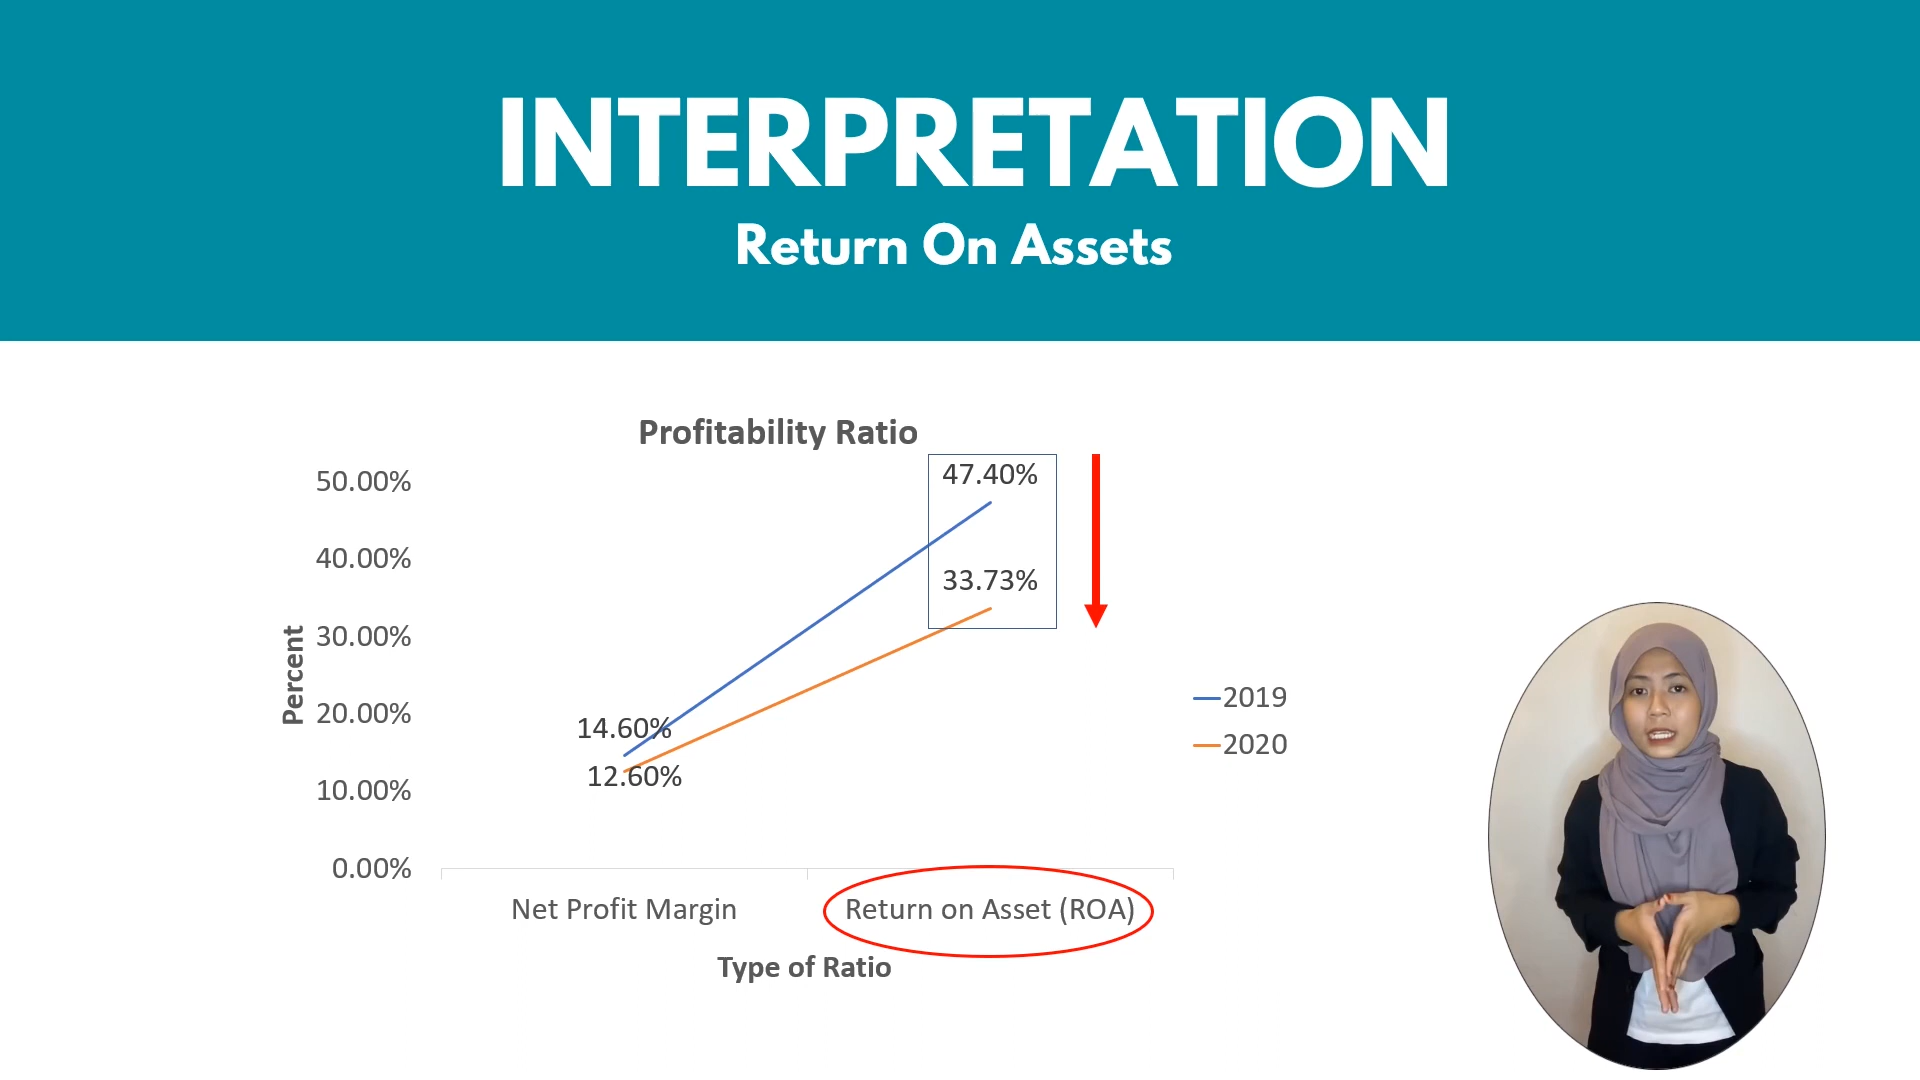 INTERPRETATION
Return On Assets
Profitability Ratio
50.00%
40.00%
30.00%
20.00%
10.00%
0.00%
Percent
47.40%
33.73%
14.60%
12.60%
2019
2020
Net Profit Margin
Return on Asset (ROA)
Type of Ratio